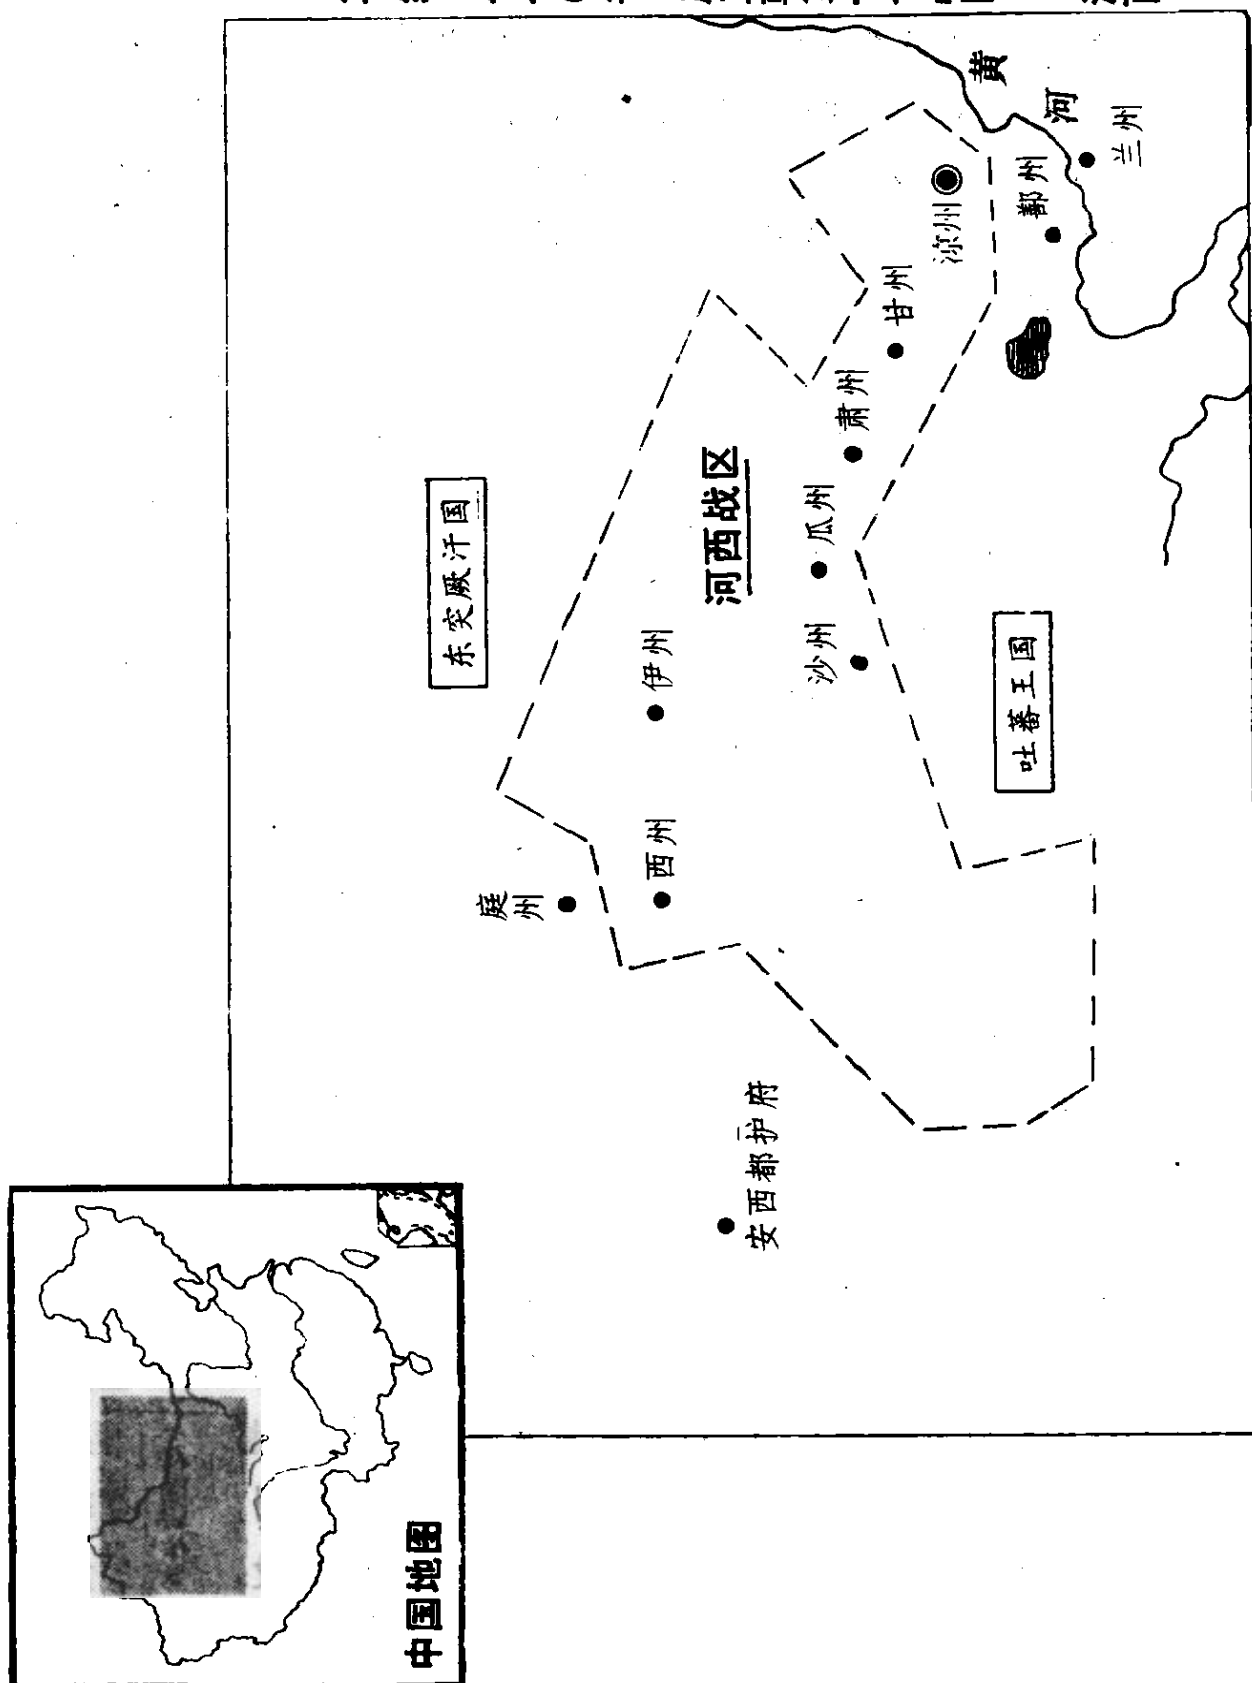 黄河
兰州
鄯州
凉州
甘州
肃州
瓜州
沙州
河西战区
东突厥汗国
伊州
西州
庭州
吐蕃王国
安西都护府
中国地图